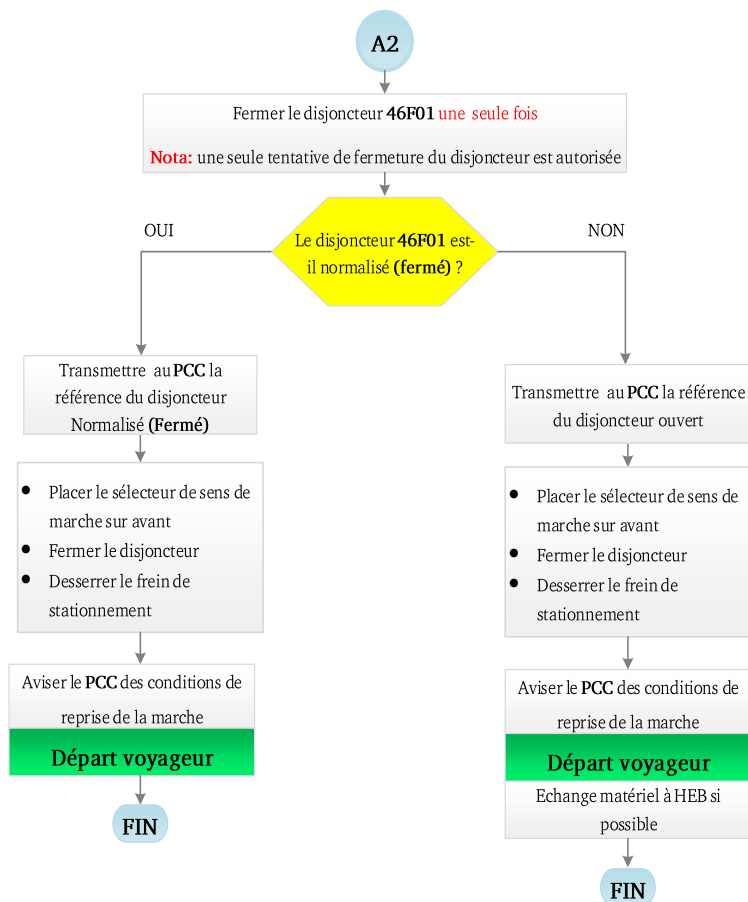 A2
Fermer le disjoncteur 46F01 une seule fois
Nota: une seule tentative de fermeture du disjoncteur est autorisée
Le disjoncteur 46F01 est-
il normalisé (fermé) ?
OUI
Transmettre au PCC la
référence du disjoncteur
Normalisé (Fermé)
• Placer le sélecteur de sens de
marche sur avant
• Fermer le disjoncteur
• Desserrer le frein de
stationnement
Aviser le PCC des conditions de
reprise de la marche
Départ voyageur
FIN
NON
Transmettre au PCC la référence
du disjoncteur ouvert
• Placer le sélecteur de sens de
marche sur avant
• Fermer le disjoncteur
• Desserrer le frein de
stationnement
Aviser le PCC des conditions de
reprise de la marche
Départ voyageur
Echange matériel à HEB si
possible
FIN